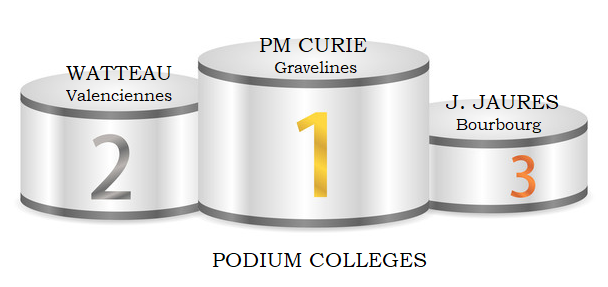 PM CURIE
Gravelines
WATTEAU
Valenciennes
J. JAURES
Bourbourg
2
1
3
PODIUM COLLEGES